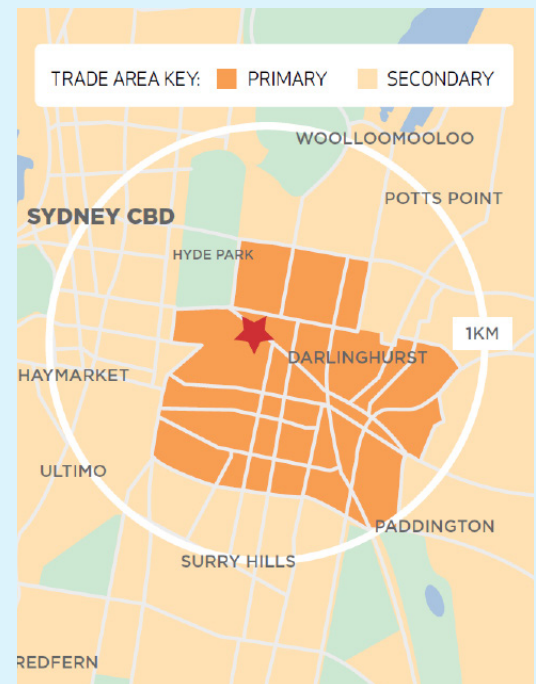 TRADE AREA KEY: PRIMARY SECONDARY
WOOLLOOMOOLOO
POTTS POINT
SYDNEY CBD
HYDE PARK
1KM
DARLINGHURST
HAYMARKET
ULTIMO
PADDINGTON
SURRY HILLS
REDFERN